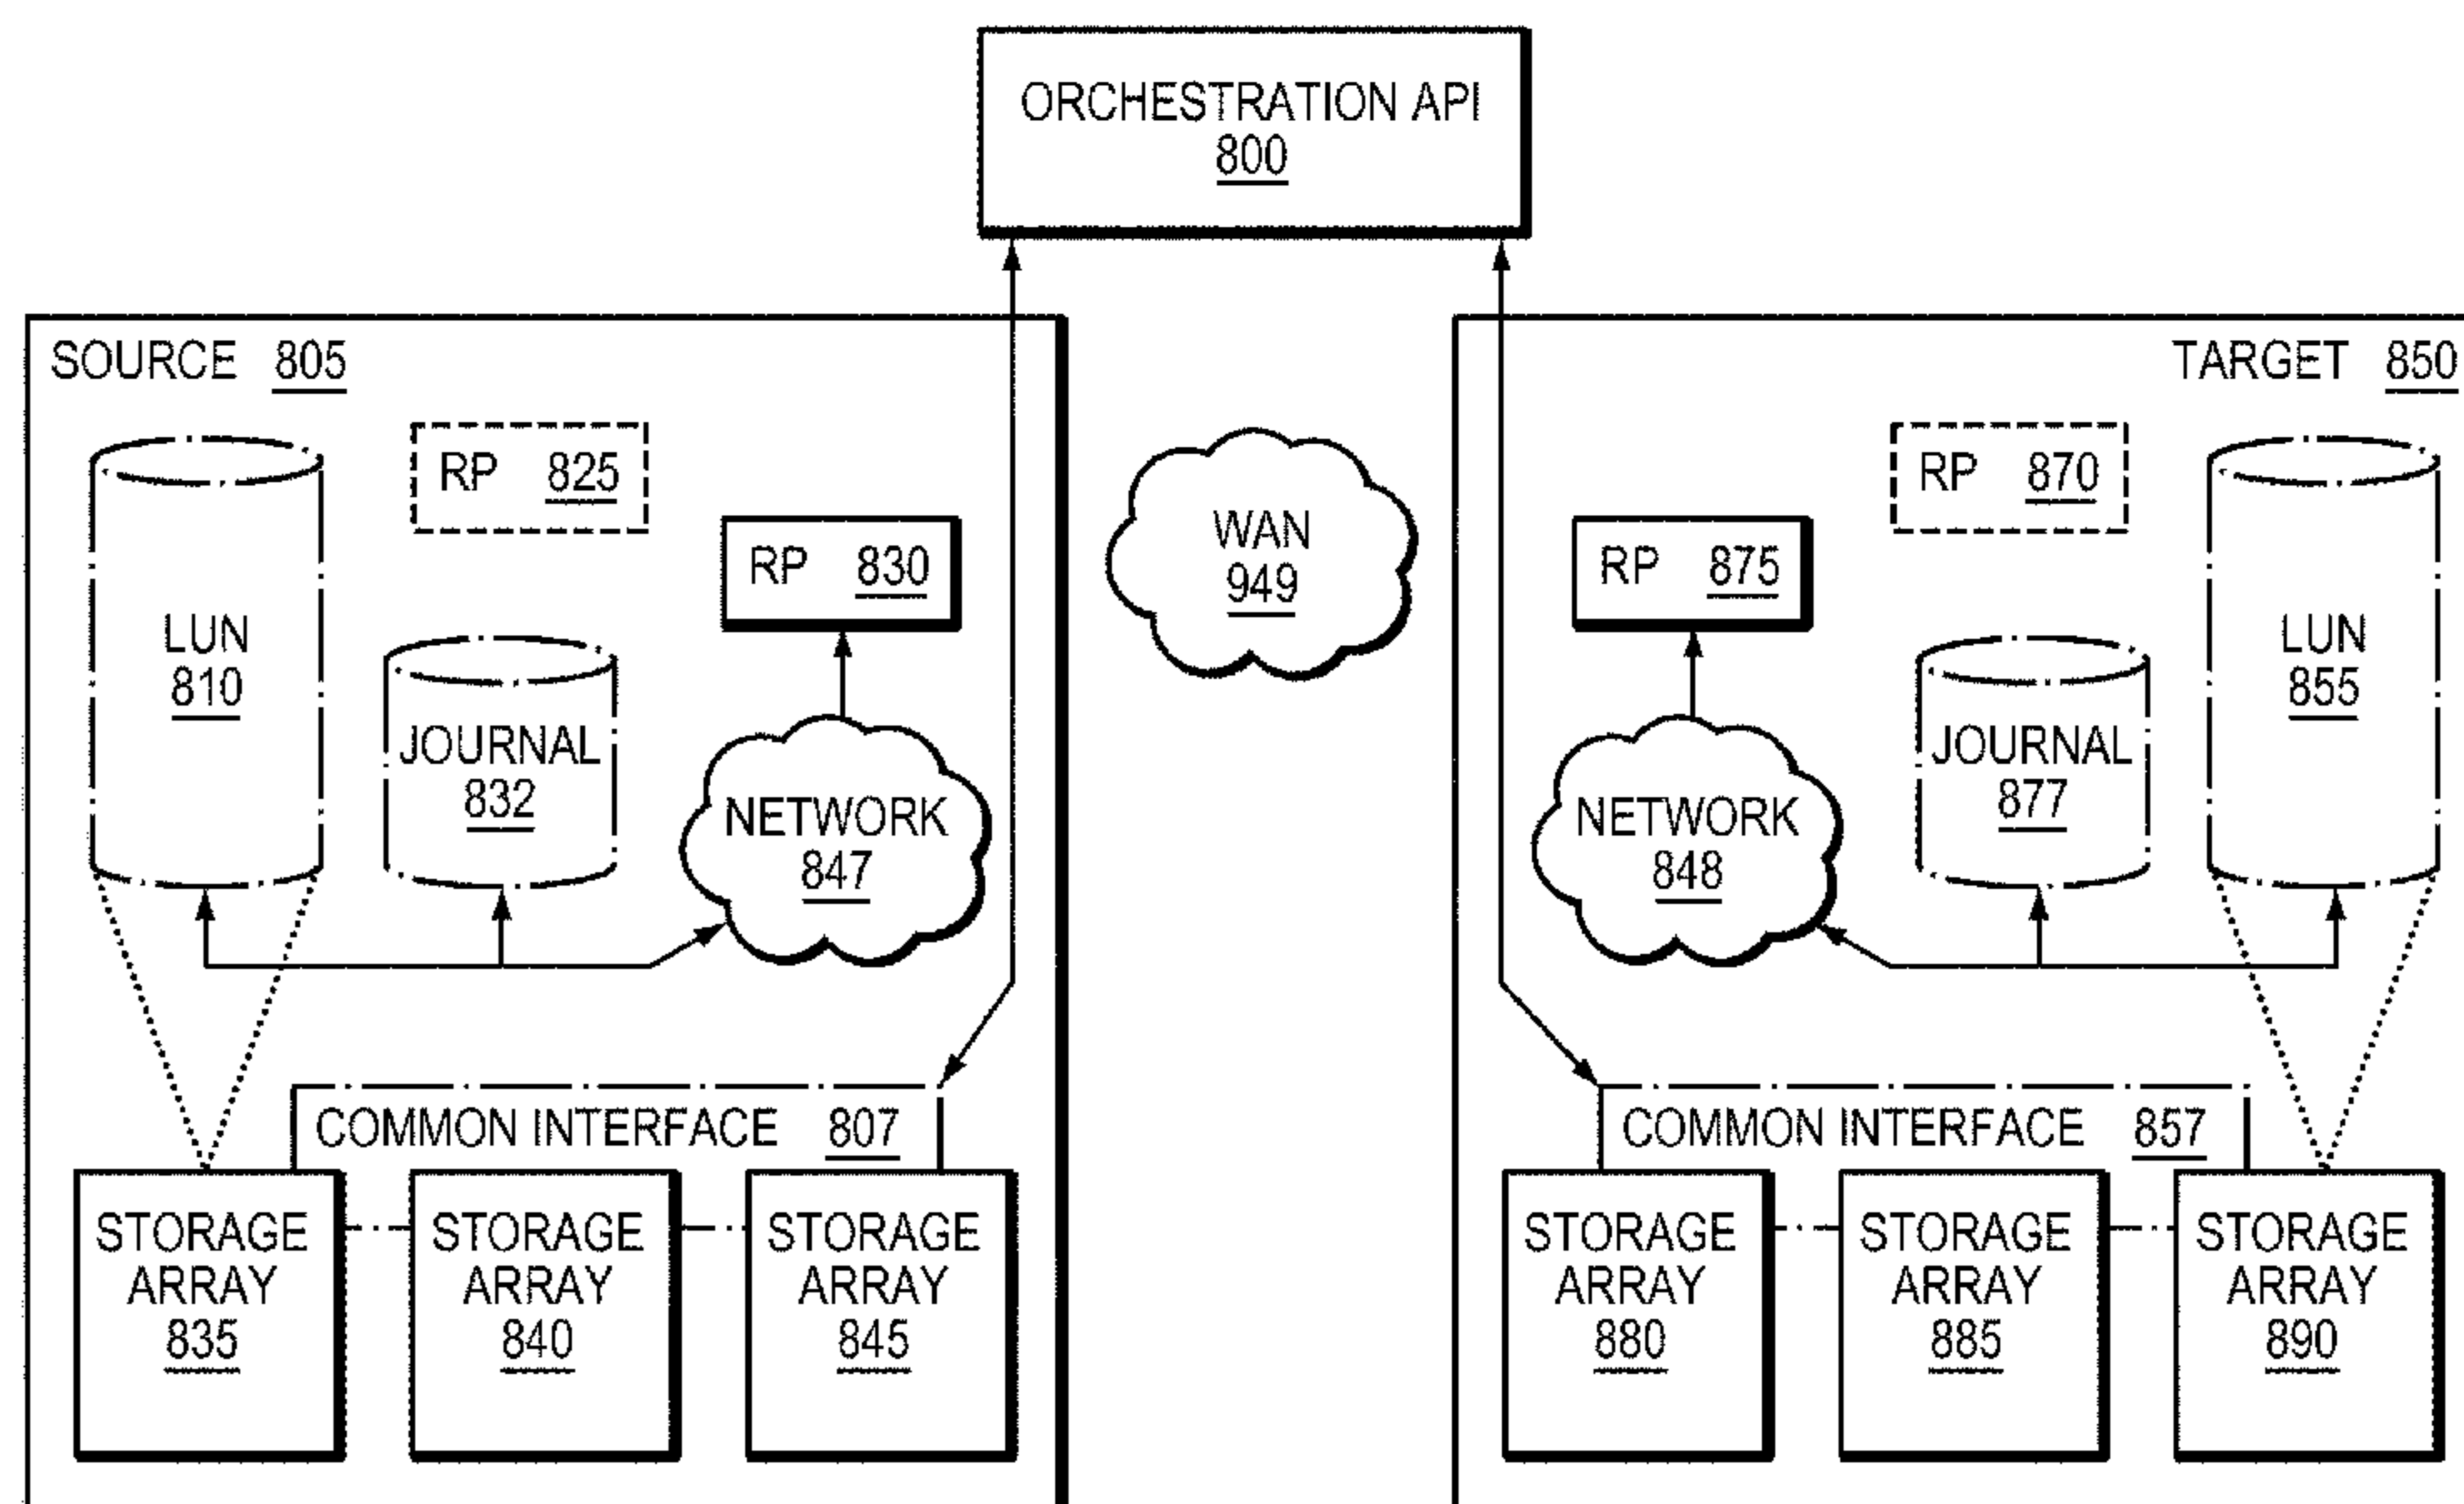 ORCHESTRATION API
800
SOURCE 805
RP 825
RP 830
LUN
810
JOURNAL
832
NETWORK
847
COMMON INTERFACE 807
STORAGE
ARRAY
835
STORAGE
ARRAY
840
STORAGE
ARRAY
845
WAN
949
TARGET 850
RP 870
RP 875
LUN
855
JOURNAL
877
NETWORK
848
COMMON INTERFACE 857
STORAGE
ARRAY
880
STORAGE
ARRAY
885
STORAGE
ARRAY
890